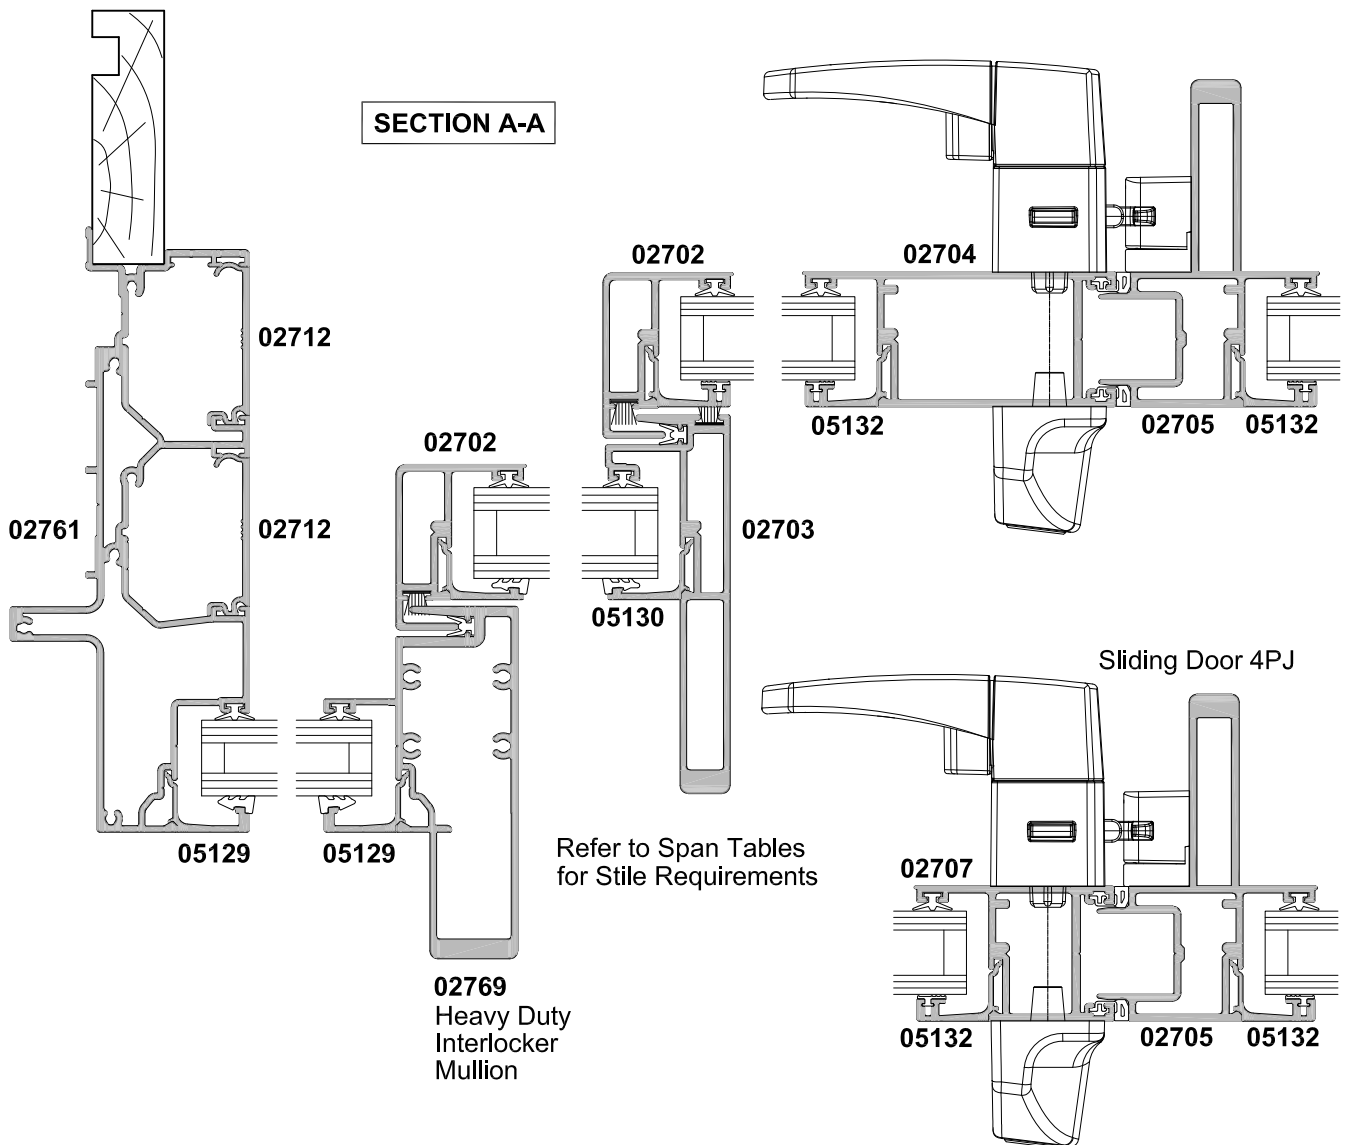 SECTION A-A
02702
02704
02712
05132
02705
05132
02702
02761
02712
02703
05130
Sliding Door 4PJ
05129
05129
Refer to Span Tables
for Stile Requirements
02707
02769
Heavy Duty
Interlocker
Mullion
05132
02705
05132